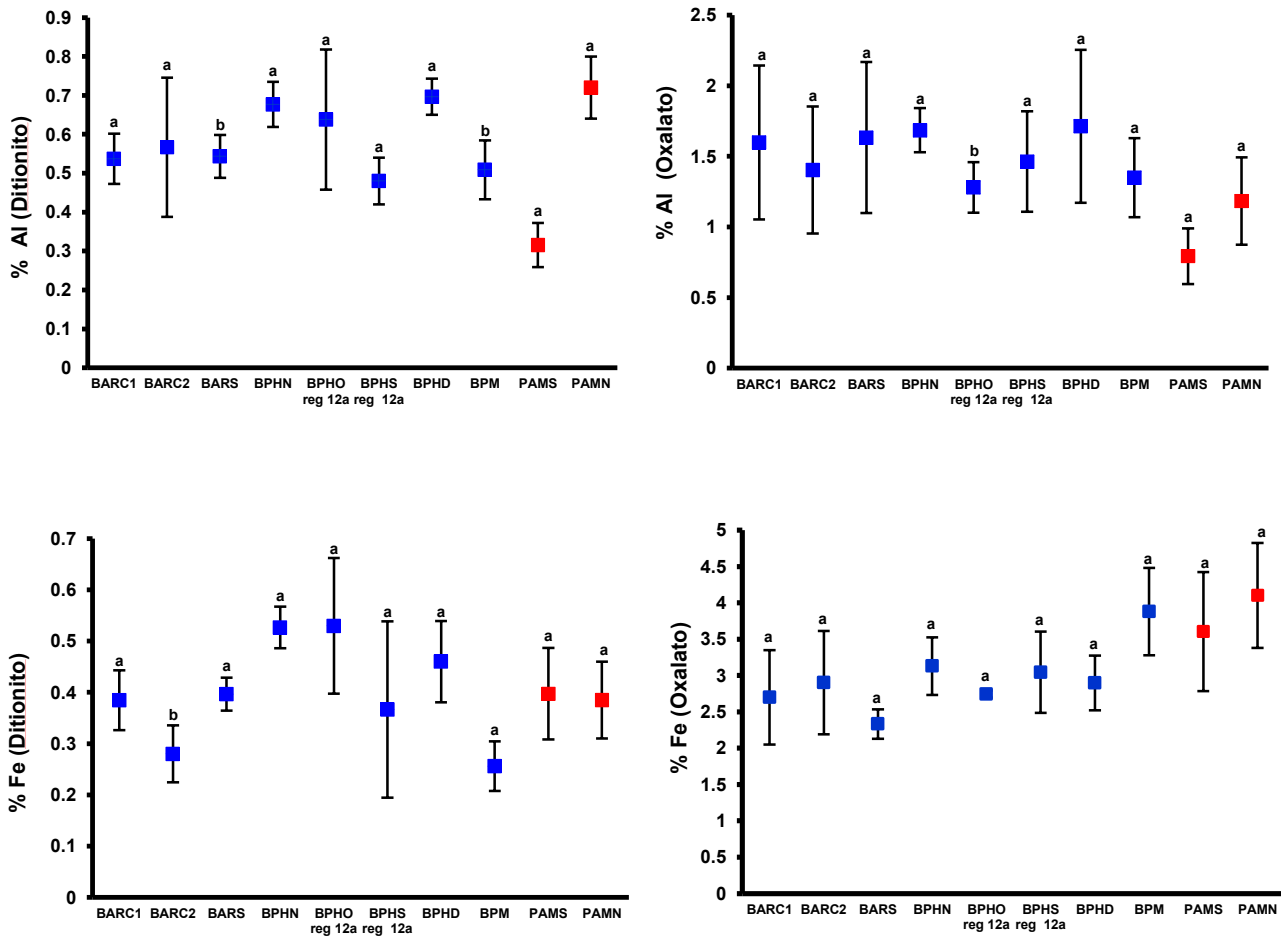 0.9
0.8
0.7
0.6
0.5
0.4
0.3
0.2
0.1
0
% Al (Ditionito)
a a b a a a a b a a
BARC1 BARC2 BARS BPHN BPHO BPHS BPHD BPM PAMS PAMN
reg 12a reg 12a
2.5
2
1.5
1
0.5
0
% Al (Oxalato)
a a a a b a a a a a
BARC1 BARC2 BARS BPHN BPHO BPHS BPHD BPM PAMS PAMN
reg 12a reg 12a
0.7
0.6
0.5
0.4
0.3
0.2
0.1
0
% Fe (Ditionito)
a b a a a a a a a a
BARC1 BARC2 BARS BPHN BPHO BPHS BPHD BPM PAMS PAMN
reg 12a reg 12a
5
4.5
4
3.5
3
2.5
2
1.5
1
0.5
0
% Fe (Oxalato)
a a a a a a a a a a
BARC1 BARC2 BARS BPHN BPHO BPHS BPHD BPM PAMS PAMN
reg 12a reg 12a